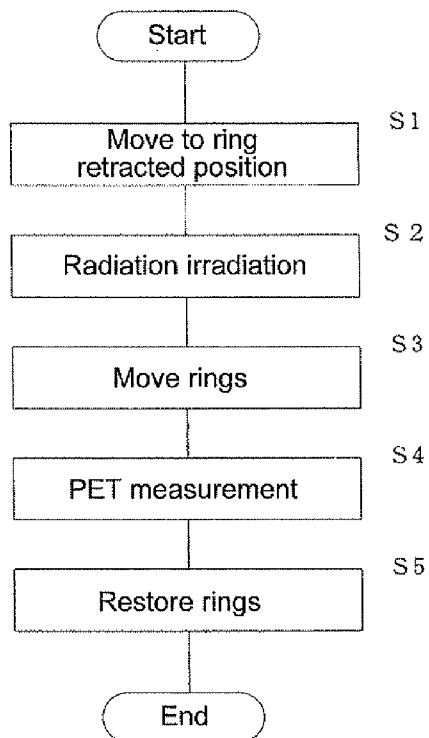 Start
S1
Move to ring
retracted position
S2
Radiation irradiation
S3
Move rings
S4
PET measurement
S5
Restore rings
End